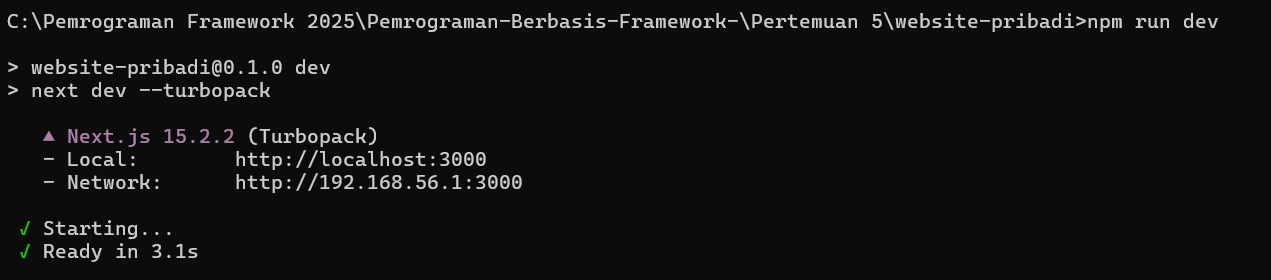 C:\Pemrograman Framework 2025\Pemrograman-Berbasis-Framework-\Pertemuan 5\website-pribadi>npm run dev
> website-pribadi@0.1.0 dev
> next dev --turbopack
▲ Next.js 15.2.2 (Turbopack)
- Local:        http://localhost:3000
- Network:      http://192.168.56.1:3000
✓ Starting...
✓ Ready in 3.1s